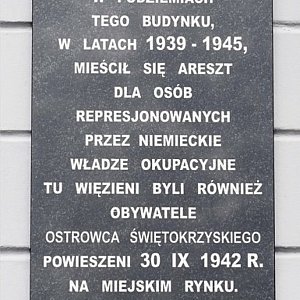 W PODZIEMIACH
TEGO BUDYNKU,
W LATACH 1939 - 1945,
MIEŚCIŁ SIĘ ARESZT
DLA OSÓB
REPRESJONOWANYCH
PRZEZ NIEMIECKIE
WŁADZE OKUPACYJNE
TU WIĘZIENI BYLI RÓWNIEŻ
OBYWATELE
OSTROWCA ŚWIĘTOKRZYSKIEGO
POWIESZENI 30 IX 1942 R.
NA MIEJSKIM RYNKU.